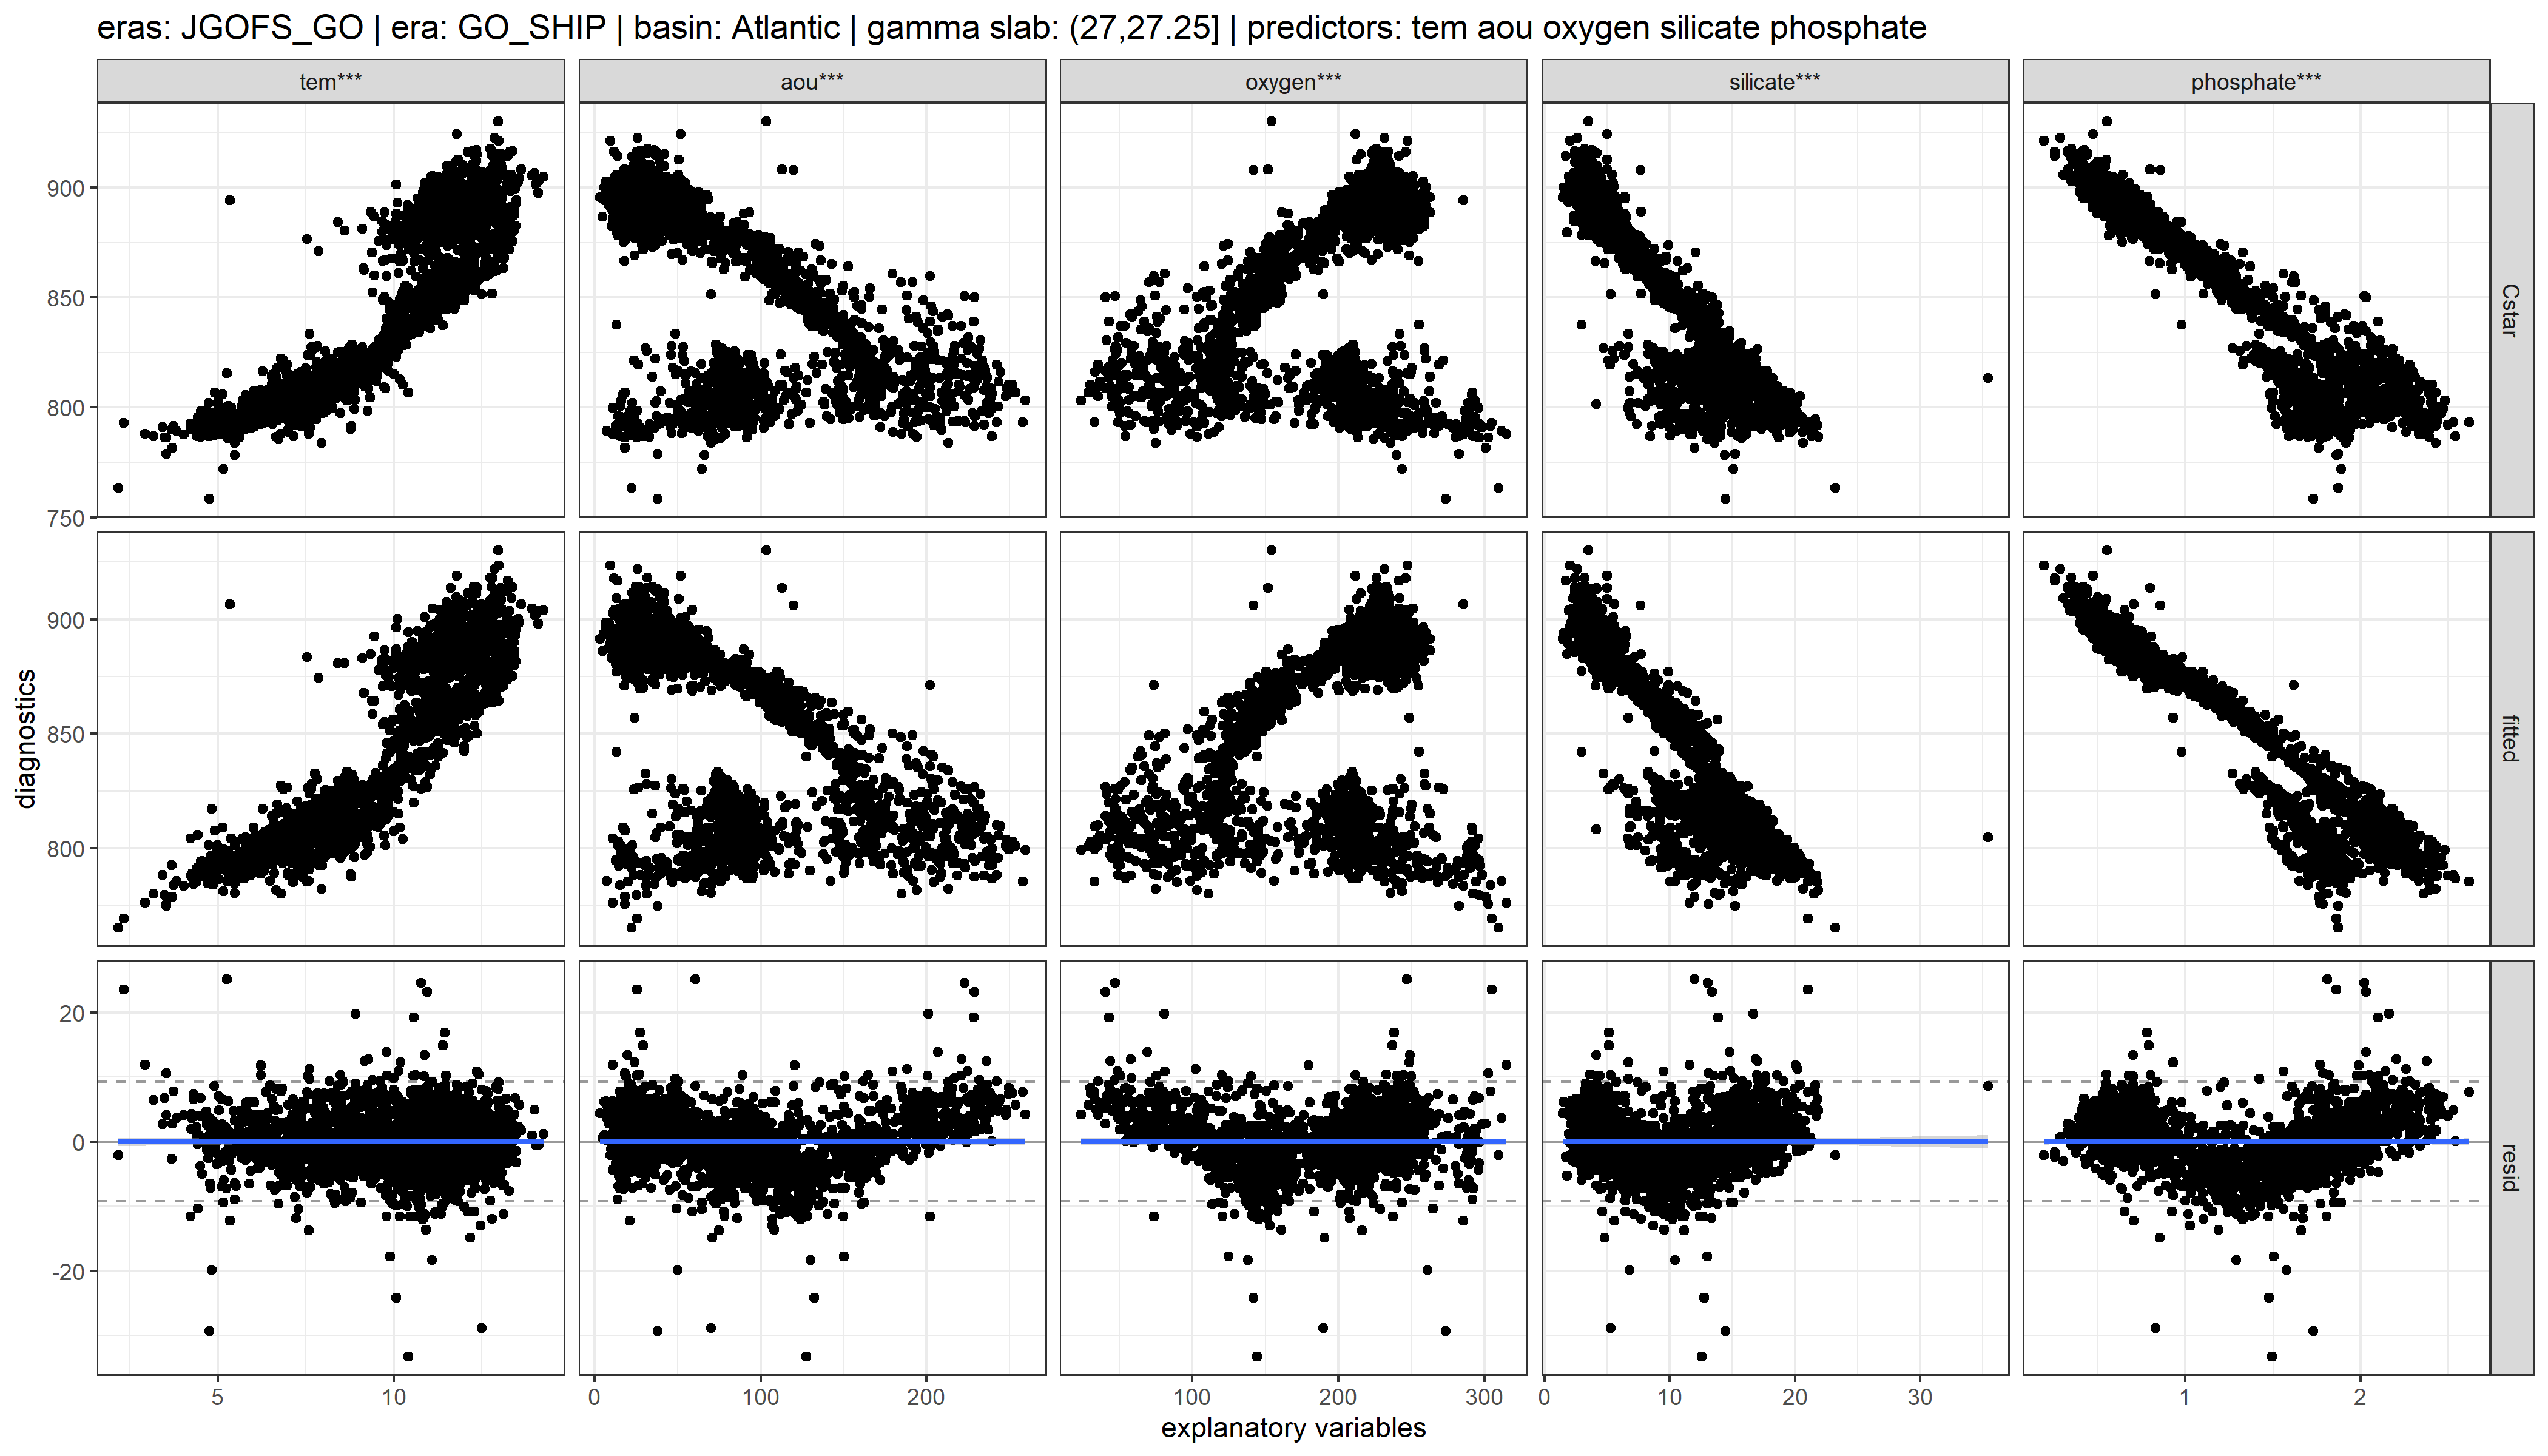 eras: JGOFS_GO | era: GO_SHIP | basin: Atlantic | gamma slab: (27,27.25] | predictors: tem aou oxygen silicate phosphate
tem*** aou*** oxygen*** silicate*** phosphate***
900
850
800
750
Cstar
900
850
800
fitted
diagnostics
20
0
-20
resid
5 10 0 100 200 100 200 300 0 10 20 30 1 2
explanatory variables